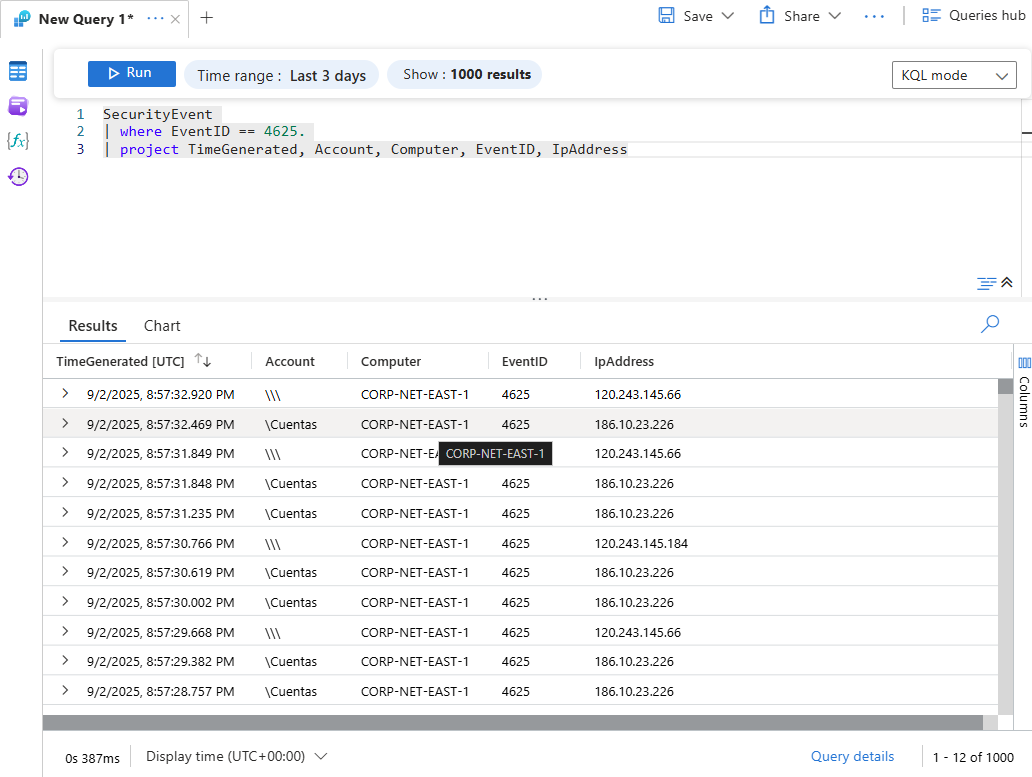 New Query 1* ···
Save
Share
···
Queries hub
Run
Time range : Last 3 days
Show : 1000 results
KQL mode
1 SecurityEvent
2 | where EventID == 4625.
3 | project TimeGenerated, Account, Computer, EventID, IpAddress
Results Chart
TimeGenerated [UTC] Account Computer EventID IpAddress
9/2/2025, 8:57:32.920 PM \\\ CORP-NET-EAST-1 4625 120.243.145.66
9/2/2025, 8:57:32.469 PM \Cuentas CORP-NET-EAST-1 4625 186.10.23.226
9/2/2025, 8:57:31.849 PM \\\ CORP-NET-EA 120.243.145.66
CORP-NET-EAST-1
9/2/2025, 8:57:31.848 PM \Cuentas CORP-NET-EAST-1 4625 186.10.23.226
9/2/2025, 8:57:31.235 PM \Cuentas CORP-NET-EAST-1 4625 186.10.23.226
9/2/2025, 8:57:30.766 PM \\\ CORP-NET-EAST-1 4625 120.243.145.184
9/2/2025, 8:57:30.619 PM \Cuentas CORP-NET-EAST-1 4625 186.10.23.226
9/2/2025, 8:57:30.002 PM \Cuentas CORP-NET-EAST-1 4625 186.10.23.226
9/2/2025, 8:57:29.668 PM \\\ CORP-NET-EAST-1 4625 120.243.145.66
9/2/2025, 8:57:29.382 PM \Cuentas CORP-NET-EAST-1 4625 186.10.23.226
9/2/2025, 8:57:28.757 PM \Cuentas CORP-NET-EAST-1 4625 186.10.23.226
Columns
0s 387ms
Display time (UTC+00:00)
Query details
1 - 12 of 1000